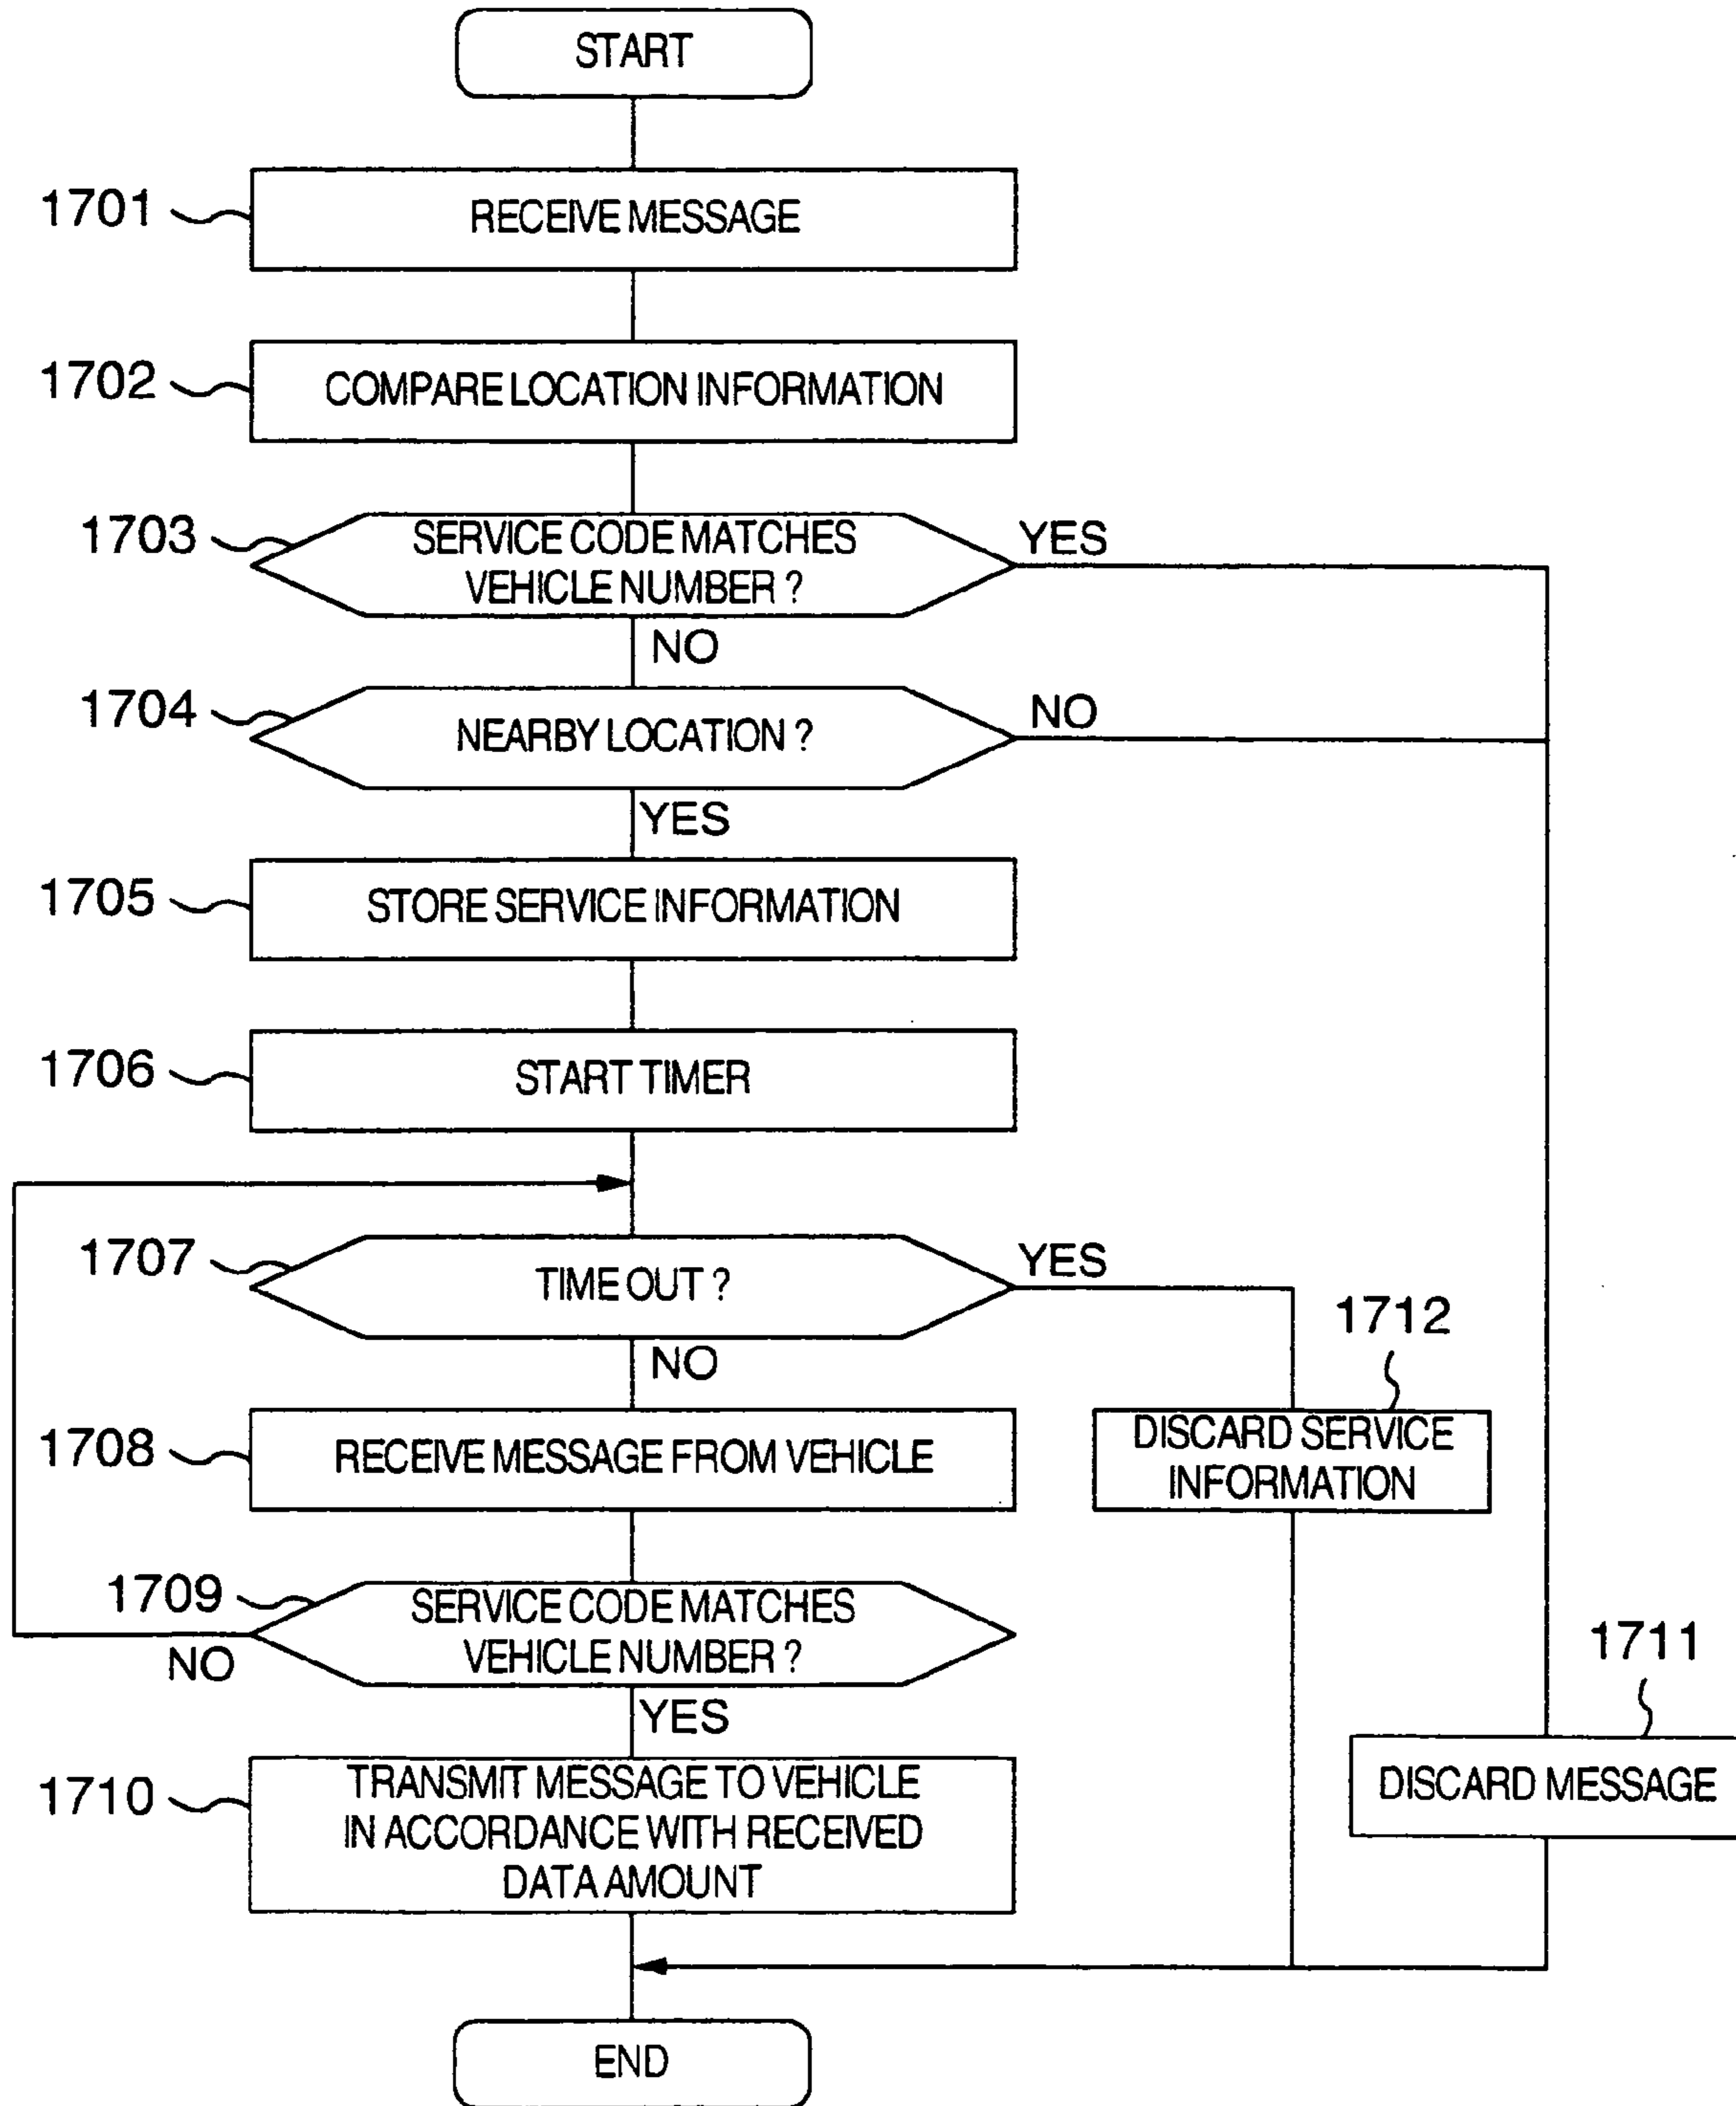 START
1701
RECEIVE MESSAGE
1702
COMPARE LOCATION INFORMATION
1703
SERVICE CODE MATCHES
VEHICLE NUMBER ?
YES
NO
1704
NEARBY LOCATION ?
NO
YES
1705
STORE SERVICE INFORMATION
1706
START TIMER
1707
TIME OUT ?
YES
NO
1712
DISCARD SERVICE
INFORMATION
1708
RECEIVE MESSAGE FROM VEHICLE
1709
SERVICE CODE MATCHES
VEHICLE NUMBER ?
NO
YES
1711
DISCARD MESSAGE
1710
TRANSMIT MESSAGE TO VEHICLE
IN ACCORDANCE WITH RECEIVED
DATA AMOUNT
END